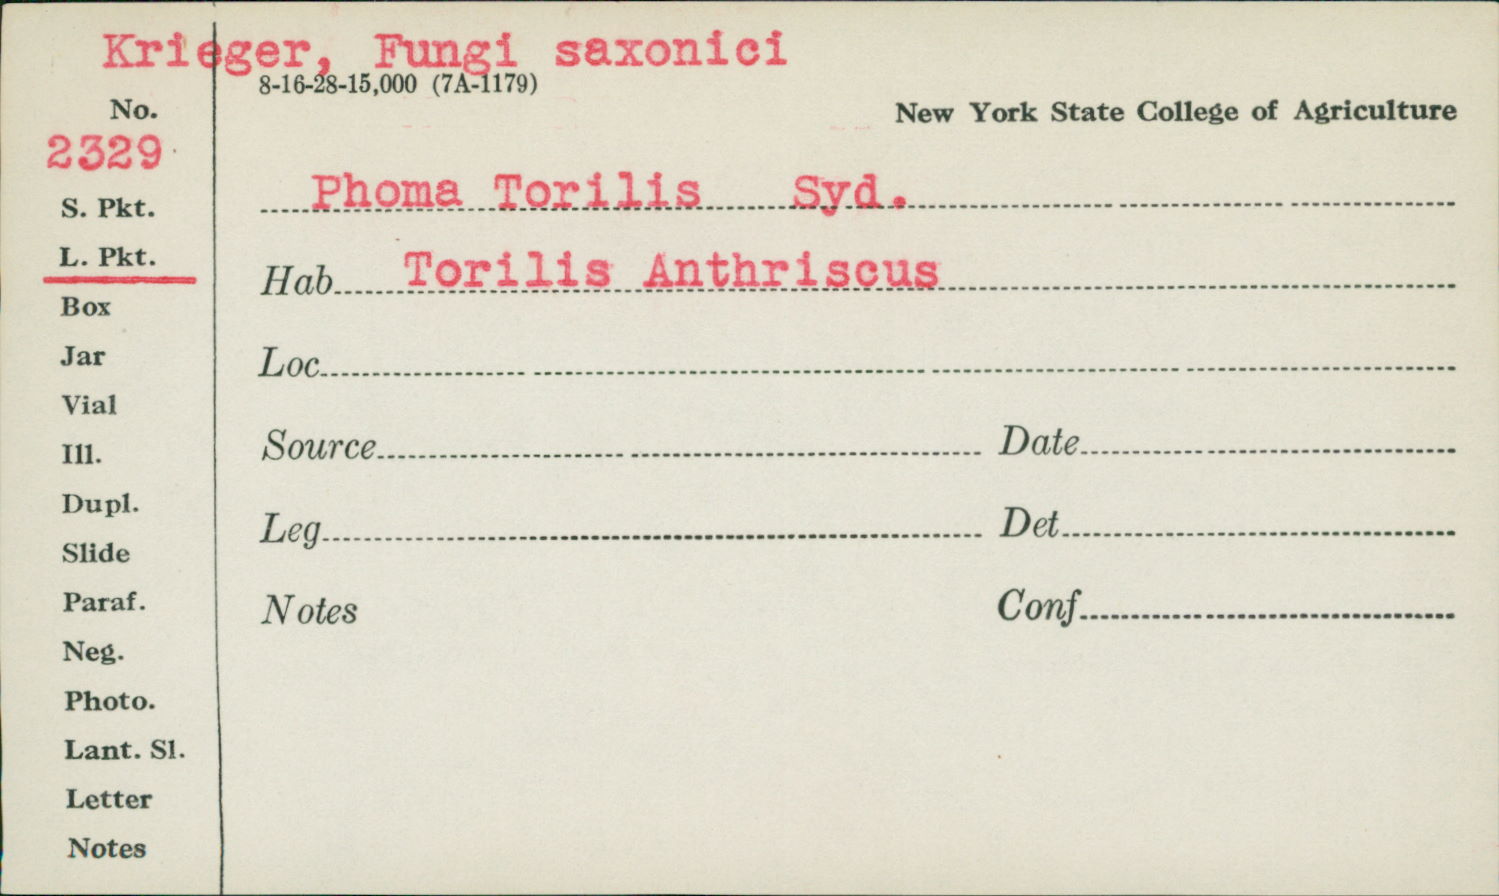 Krieger, Fungi saxonici
8-16-28-15,000 (7A-1179)
New York State College of Agriculture
No.
2329
S. Pkt.
L. Pkt.
Box
Jar
Vial
Ill.
Dupl.
Slide
Paraf.
Neg.
Photo.
Lant. Sl.
Letter
Notes
Phoma Torilis Syd.
Hab. Torilis Anthriscus
Loc.
Source
Date
Leg.
Det.
Notes
Conf.